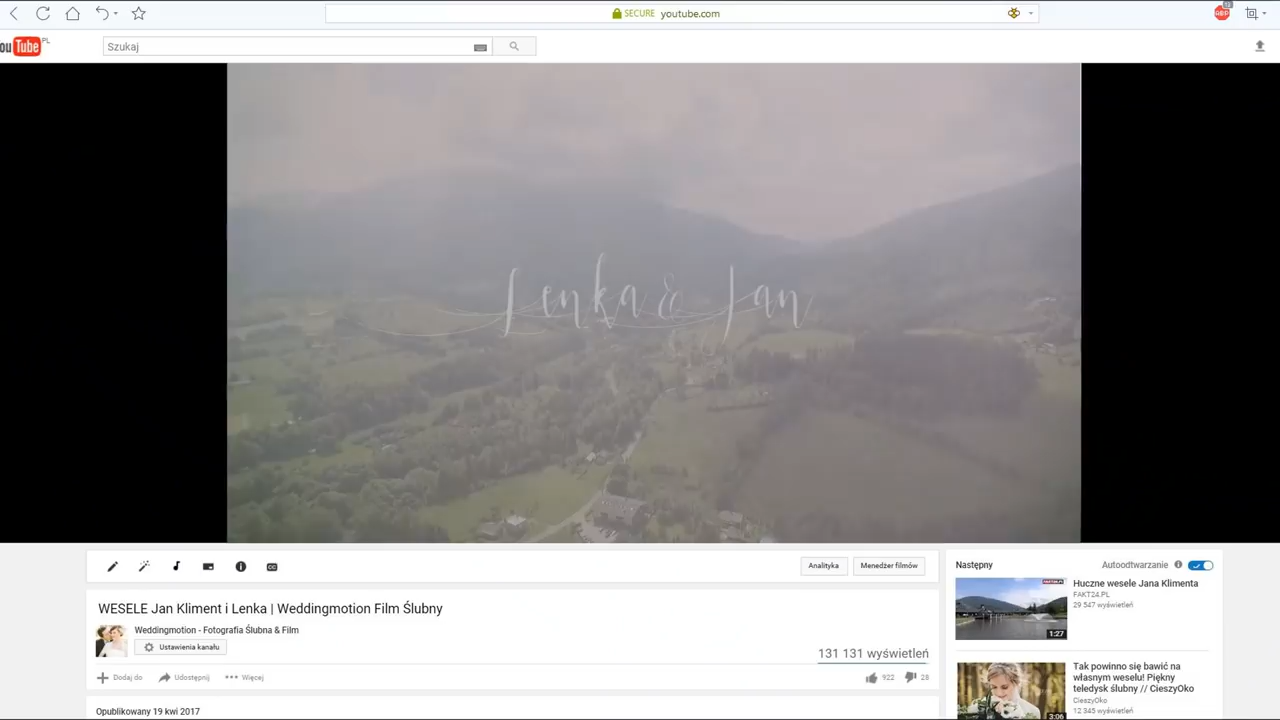 SECURE youtube.com
ouTube PL
Szukaj
Lenka & Jan
Analityka
Menedżer filmów
WESELE Jan Kliment i Lenka | Weddingmotion Film Ślubny
Weddingmotion - Fotografia Ślubna & Film
Ustawienia kanału
131 131 wyświetleń
Dodaj do
Udostępnij
••• Więcej
922
28
Opublikowany 19 kwi 2017
Następny
Autoodtwarzanie
Huczne wesele Jana Klimenta
FAKT24.PL
29 547 wyświetleń
1:27
Tak powinno się bawić na
własnym weselu! Piękny
teledysk ślubny // CieszyOko
CieszyOko
12 345 wyświetleń
3:06